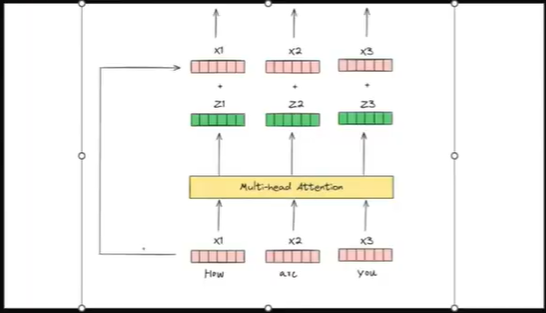 x1 x2 x3
+ + +
z1 z2 z3
Multi-head Attention
x1 x2 x3
How are you